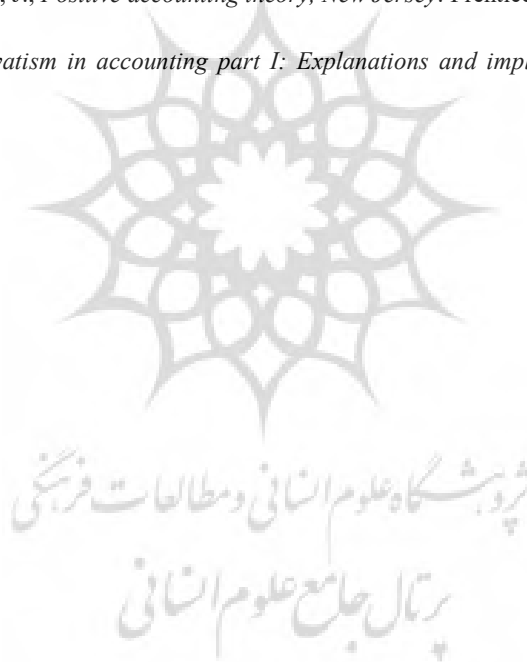 , J., Positive accounting theory, New Jersey: Prentice
vatism in accounting part I: Explanations and impl
پژوهشگاه علوم انسانی و مطالعات فرهنگی
پرتال جامع علوم انسانی